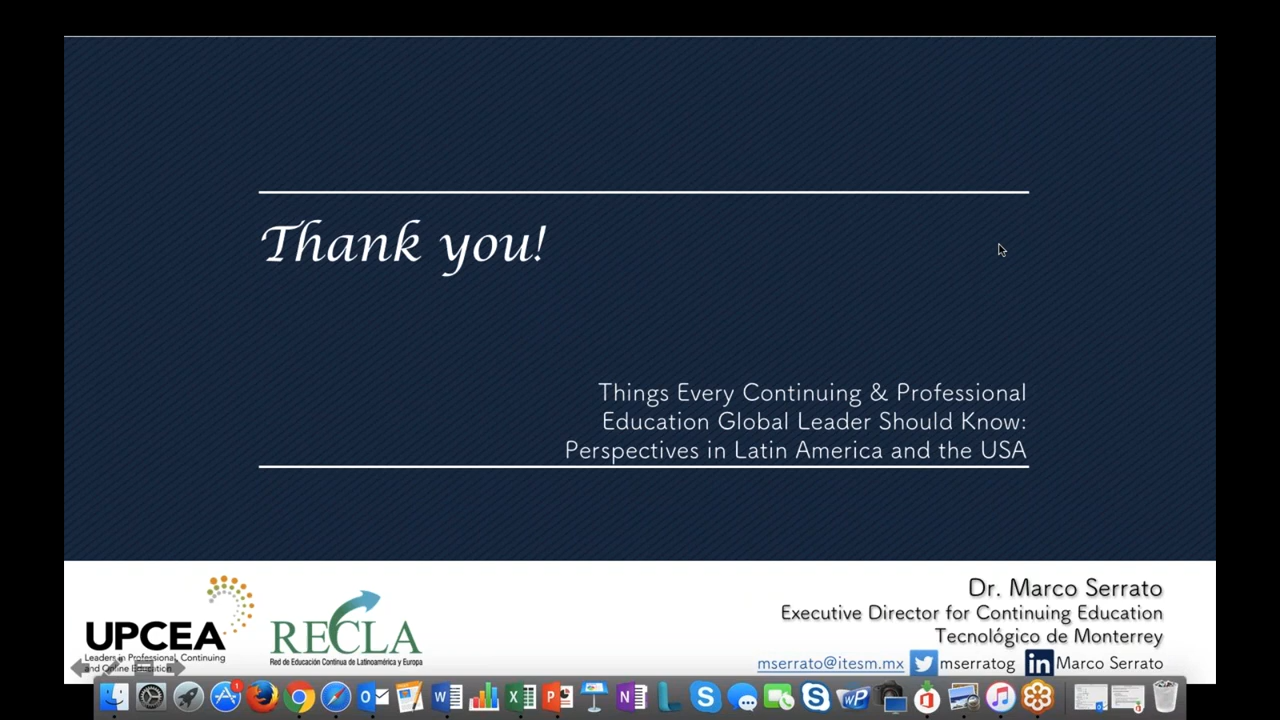 Thank you!
Things Every Continuing & Professional
Education Global Leader Should Know:
Perspectives in Latin America and the USA
UPCEA
Leaders in Professional, Continuing
and Online Education
RECLA
Red de Educación Continua de Latinoamérica y Europa
Dr. Marco Serrato
Executive Director for Continuing Education
Tecnológico de Monterrey
mserrato@itesm.mx mserratog in Marco Serrato